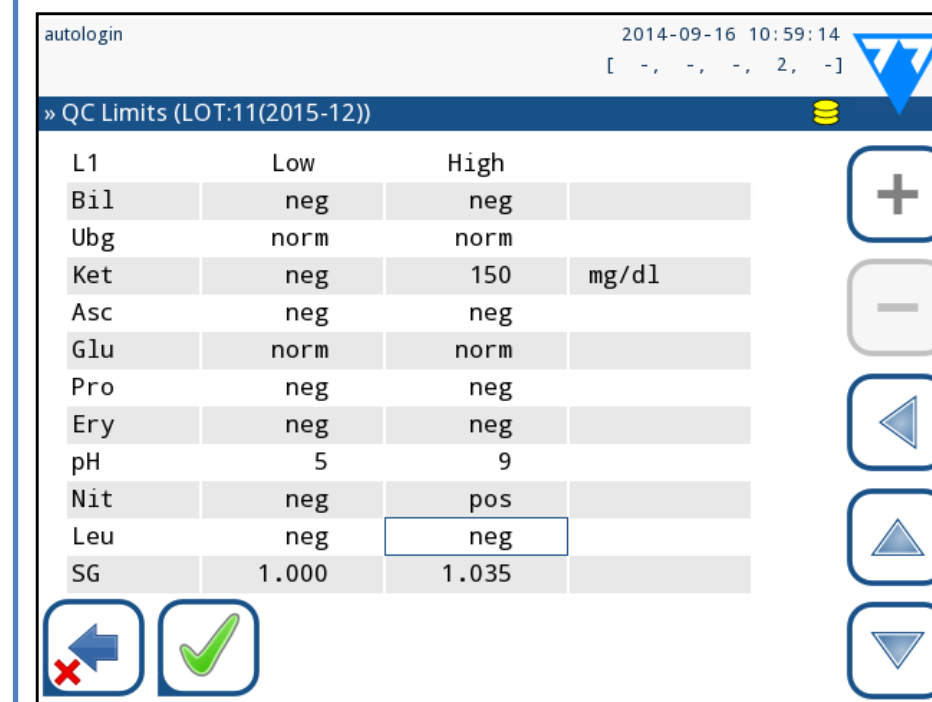 autologin 2014-09-16 10:59:14
[ -, -, -, 2, -]
» QC Limits (LOT:11(2015-12))
L1 Low High
Bil neg neg
Ubg norm norm
Ket neg 150 mg/dl
Asc neg neg
Glu norm norm
Pro neg neg
Ery neg neg
pH 5 9
Nit neg pos
Leu neg neg
SG 1.000 1.035